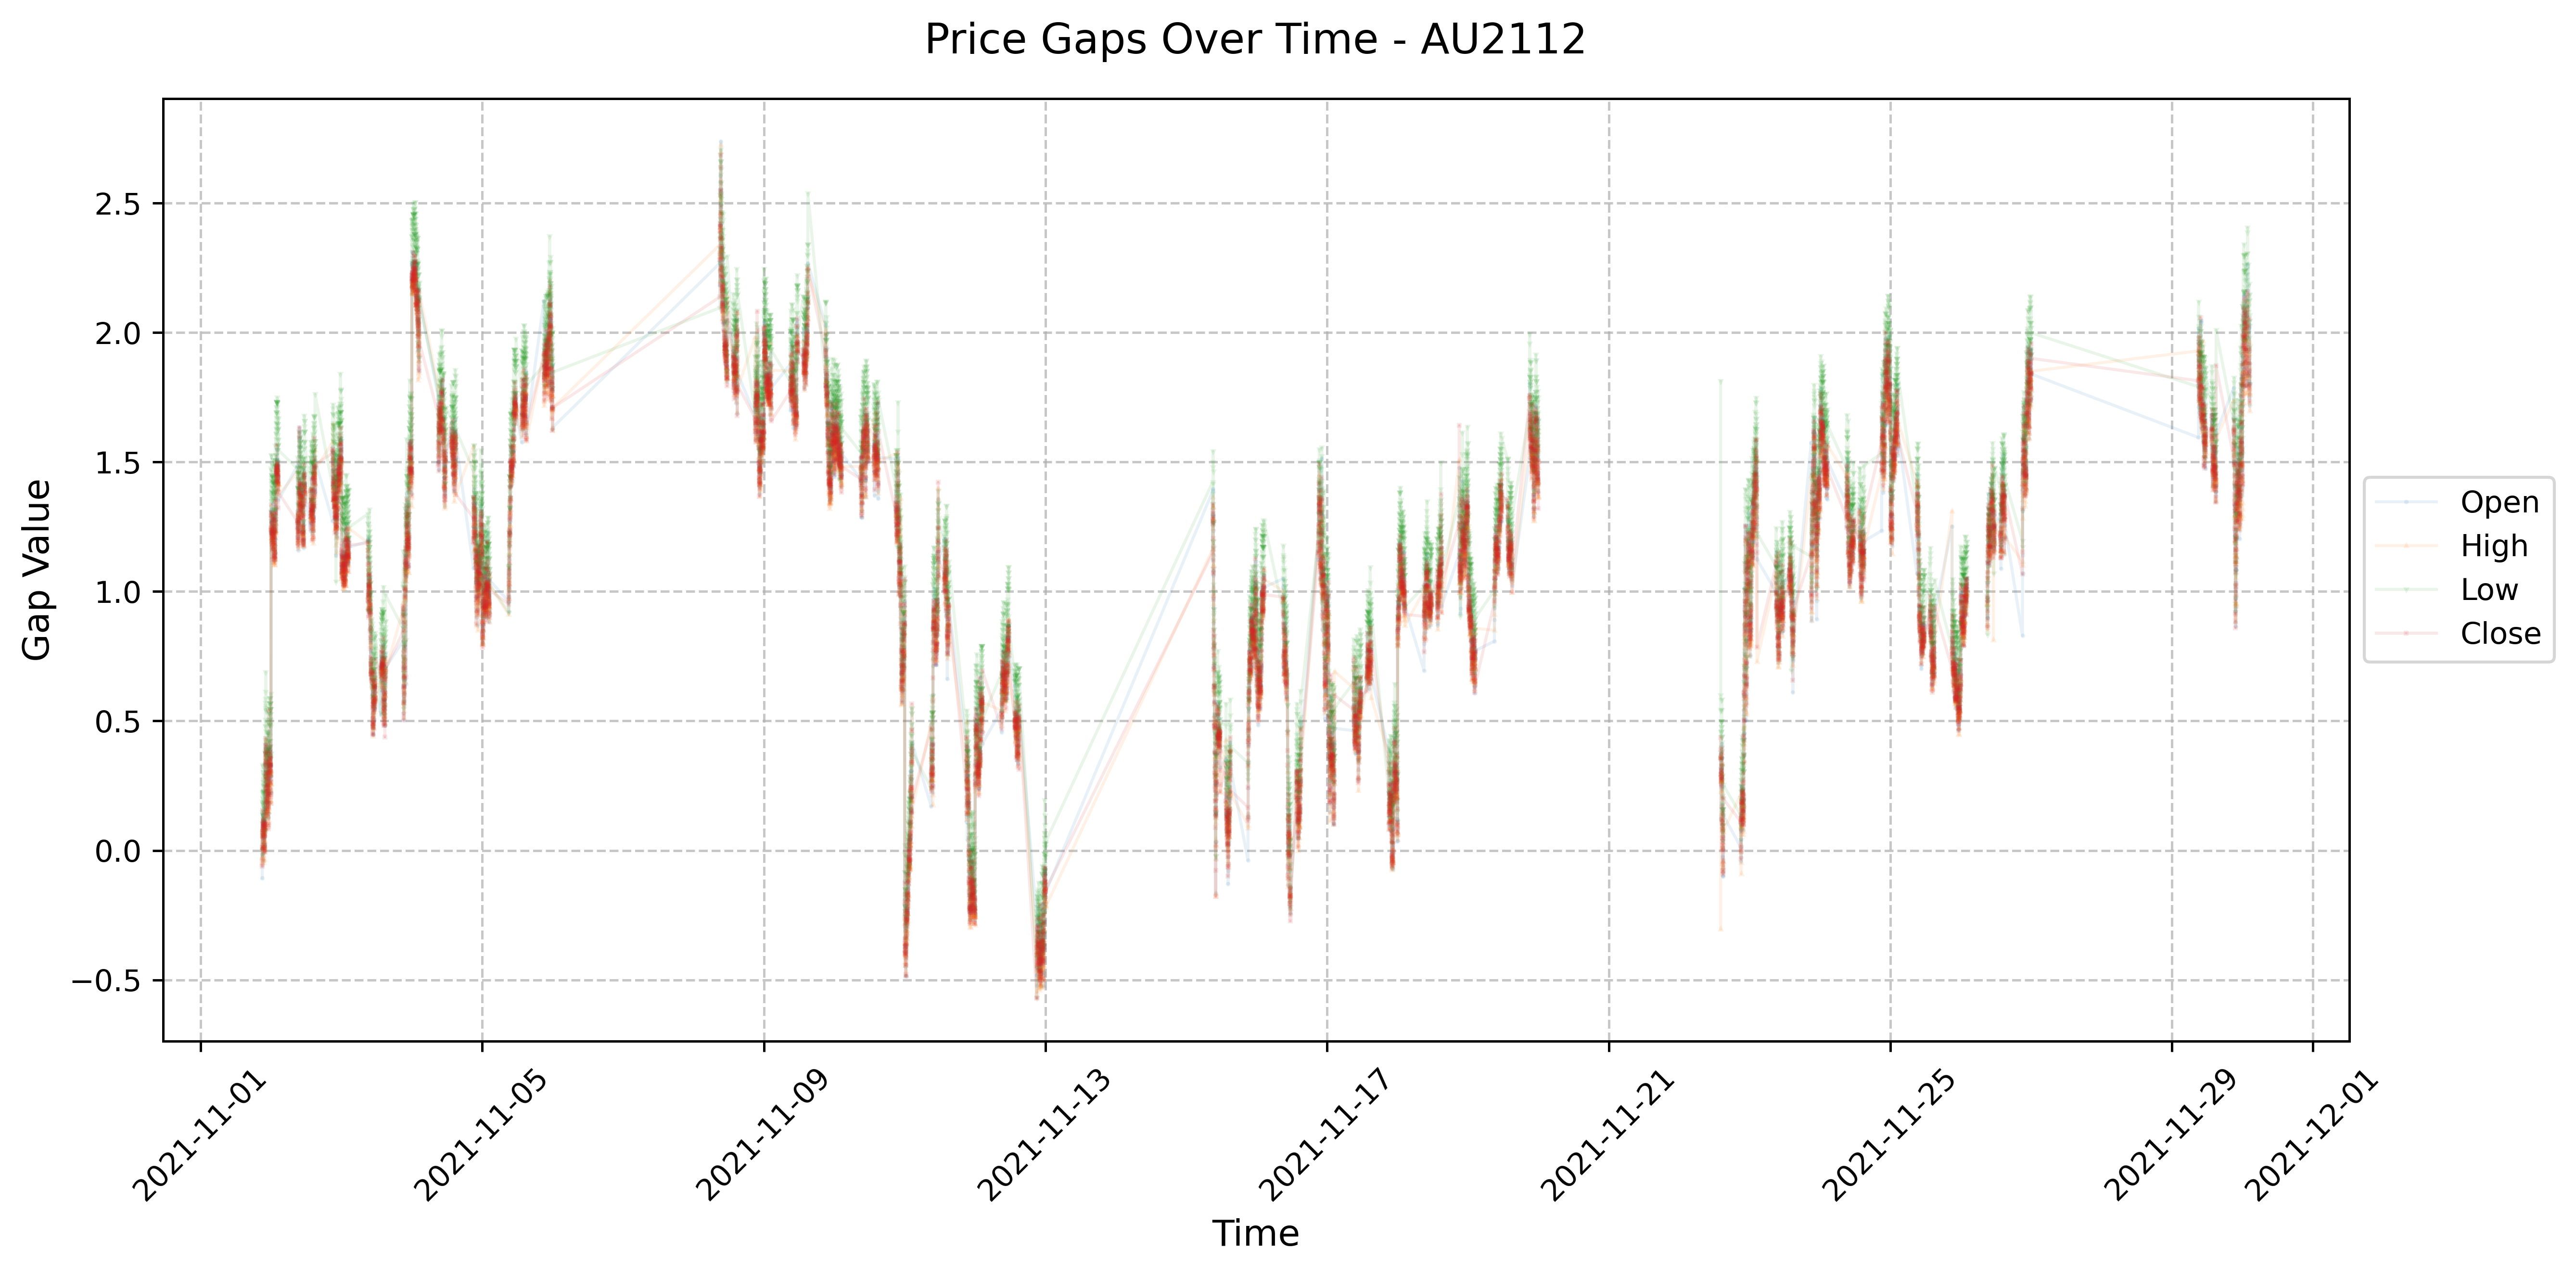 Price Gaps Over Time - AU2112
Gap Value
2.5
2.0
1.5
1.0
0.5
0.0
−0.5
Open
High
Low
Close
2021-11-01
2021-11-05
2021-11-09
2021-11-13
2021-11-17
2021-11-21
2021-11-25
2021-11-29
2021-12-01
Time